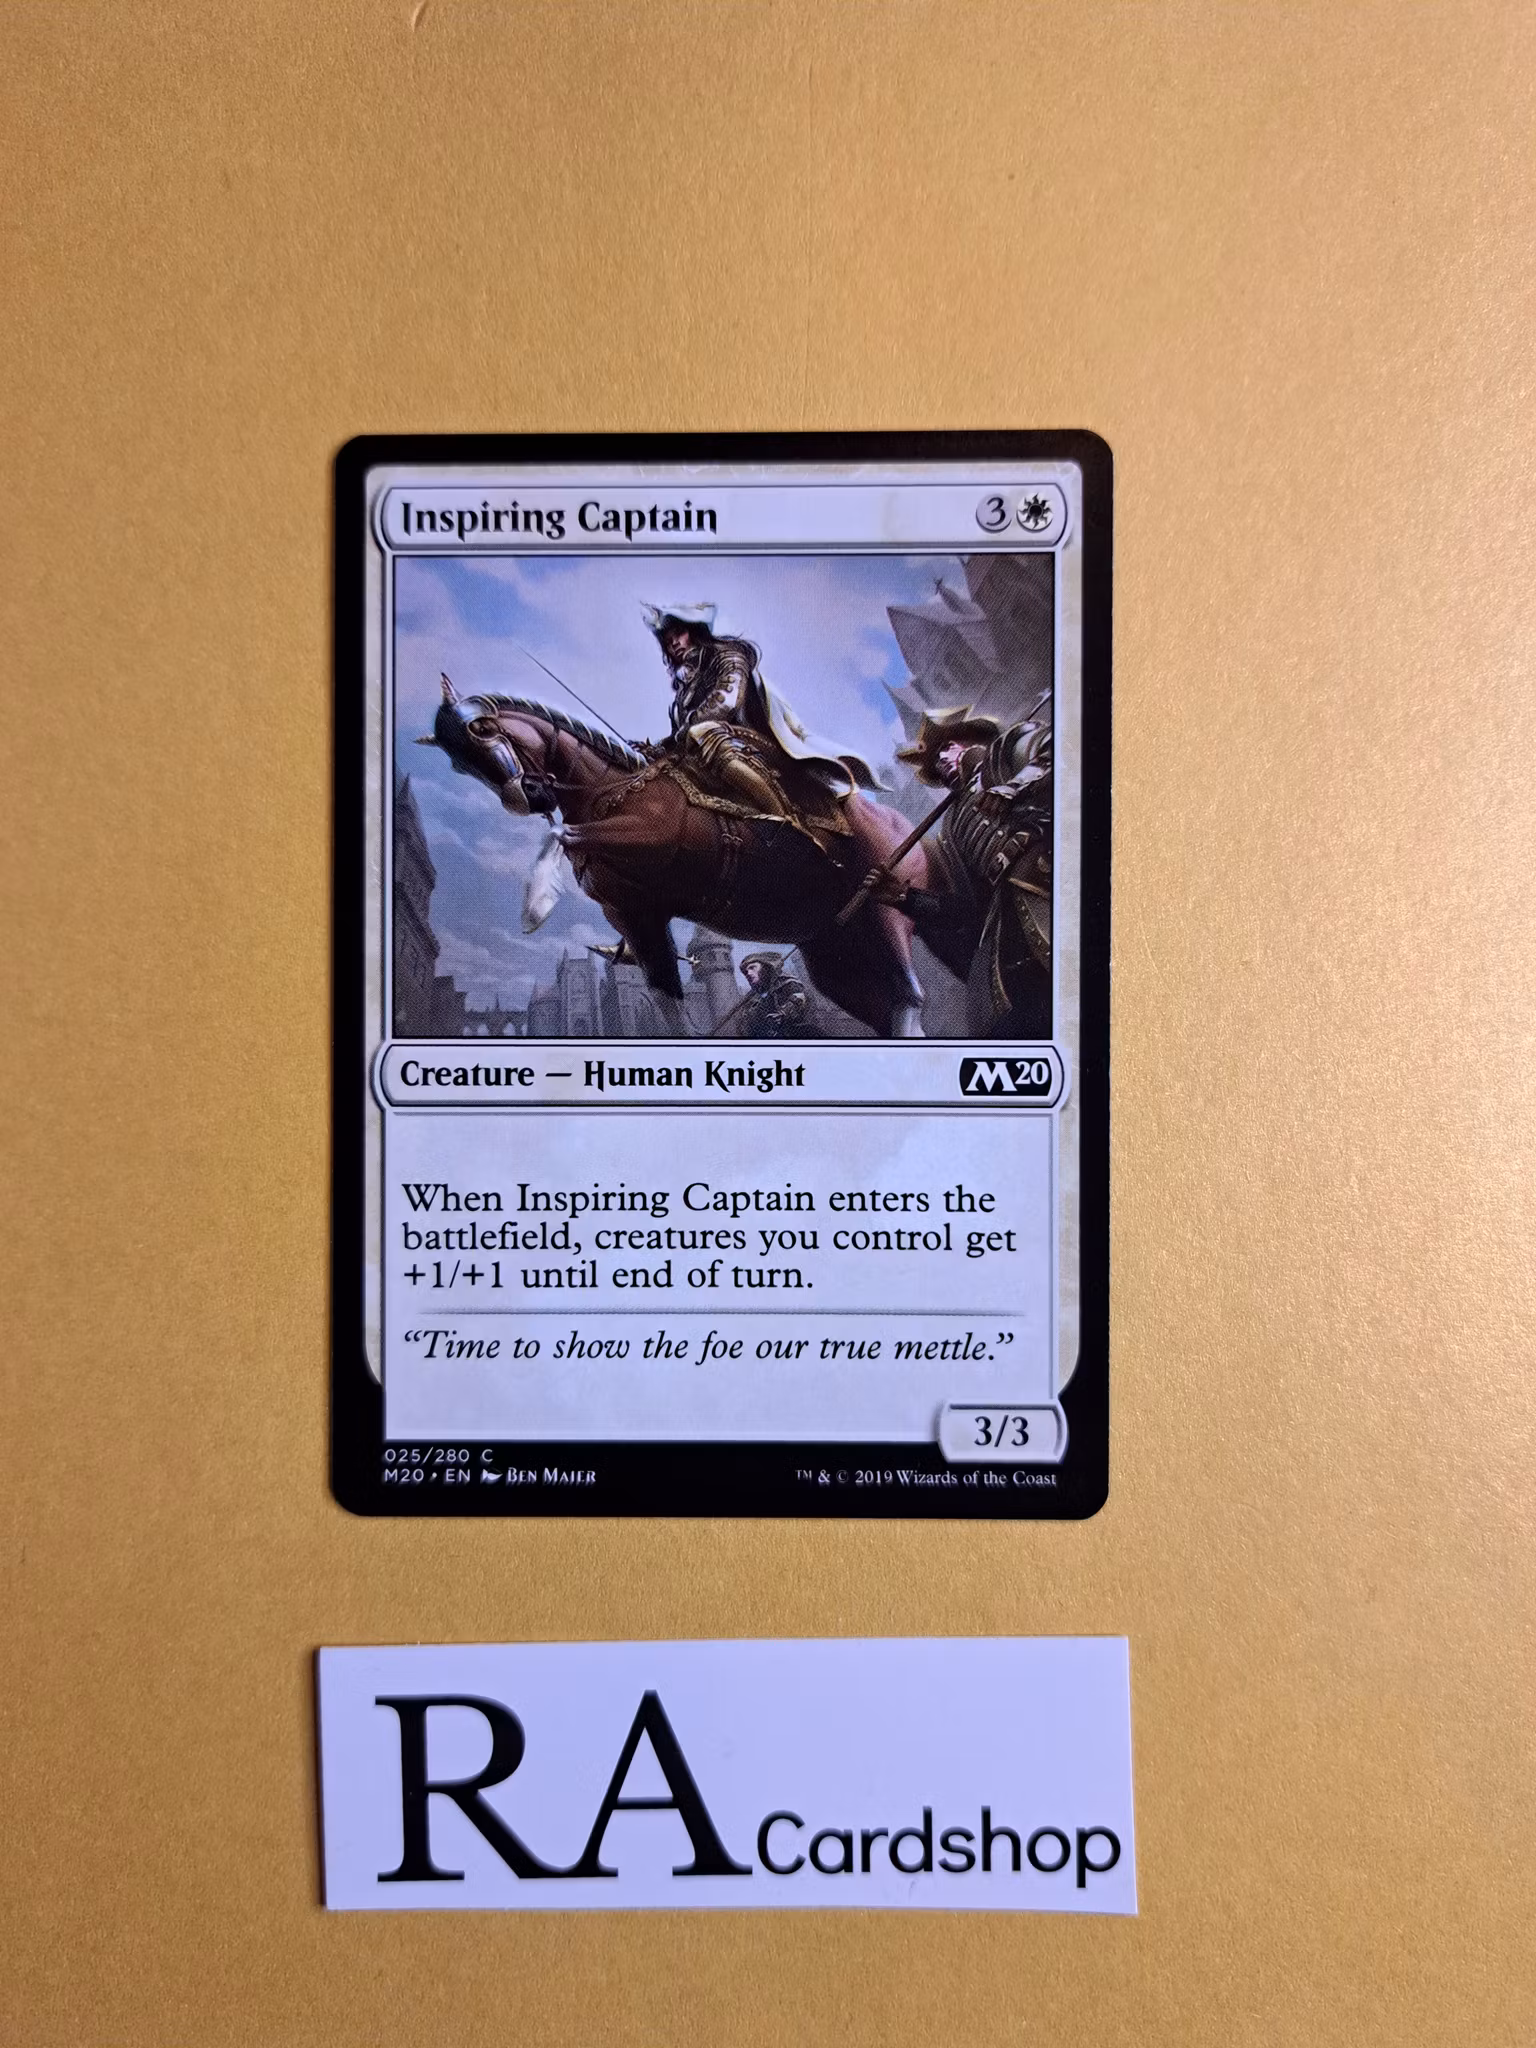 Inspiring Captain 3
Creature — Human Knight M20
When Inspiring Captain enters the
battlefield, creatures you control get
+1/+1 until end of turn.
“Time to show the foe our true mettle.”
3/3
025/280 C
M20 • EN Ben Maier ™ & © 2019 Wizards of the Coast
RA Cardshop